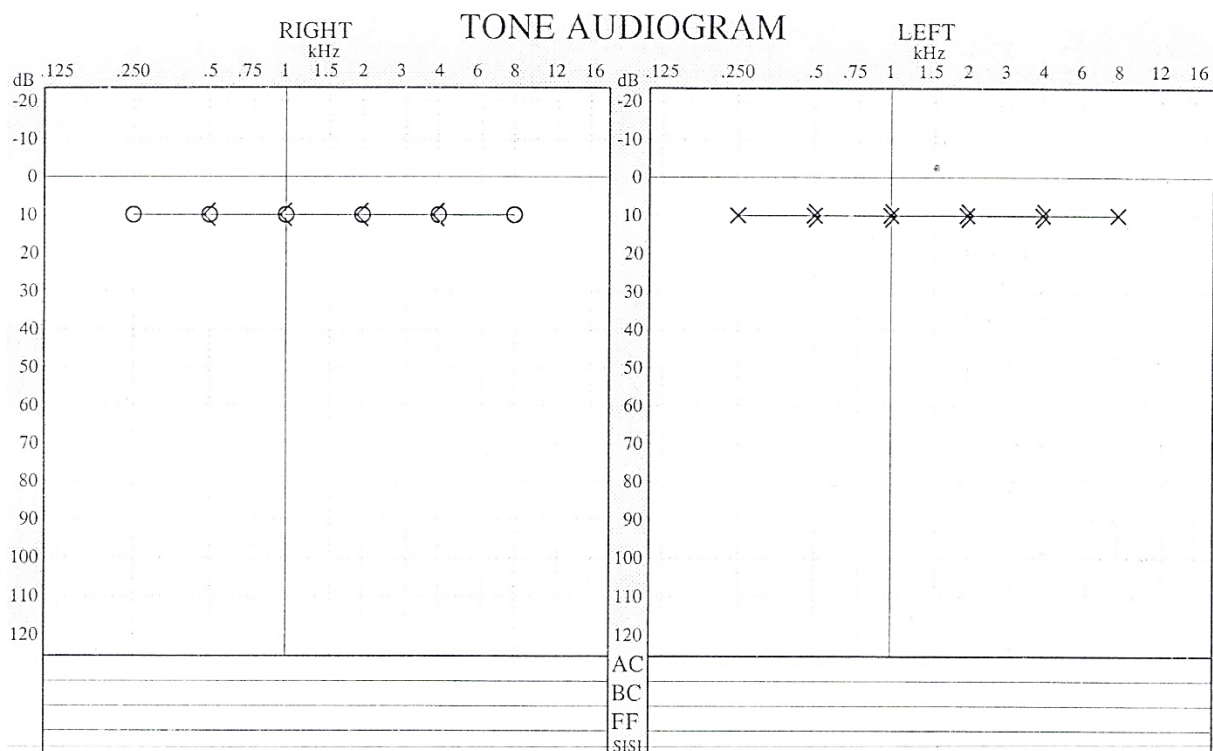 RIGHT TONE AUDIOGRAM LEFT
kHz kHz
dB .125 .250 .5 .75 1 1.5 2 3 4 6 8 12 16 dB .125 .250 .5 .75 1 1.5 2 3 4 6 8 12 16
-20 -20
-10 -10
0 0
10 10
20 20
30 30
40 40
50 50
60 60
70 70
80 80
90 90
100 100
110 110
120 120
AC
BC
FF
SISI